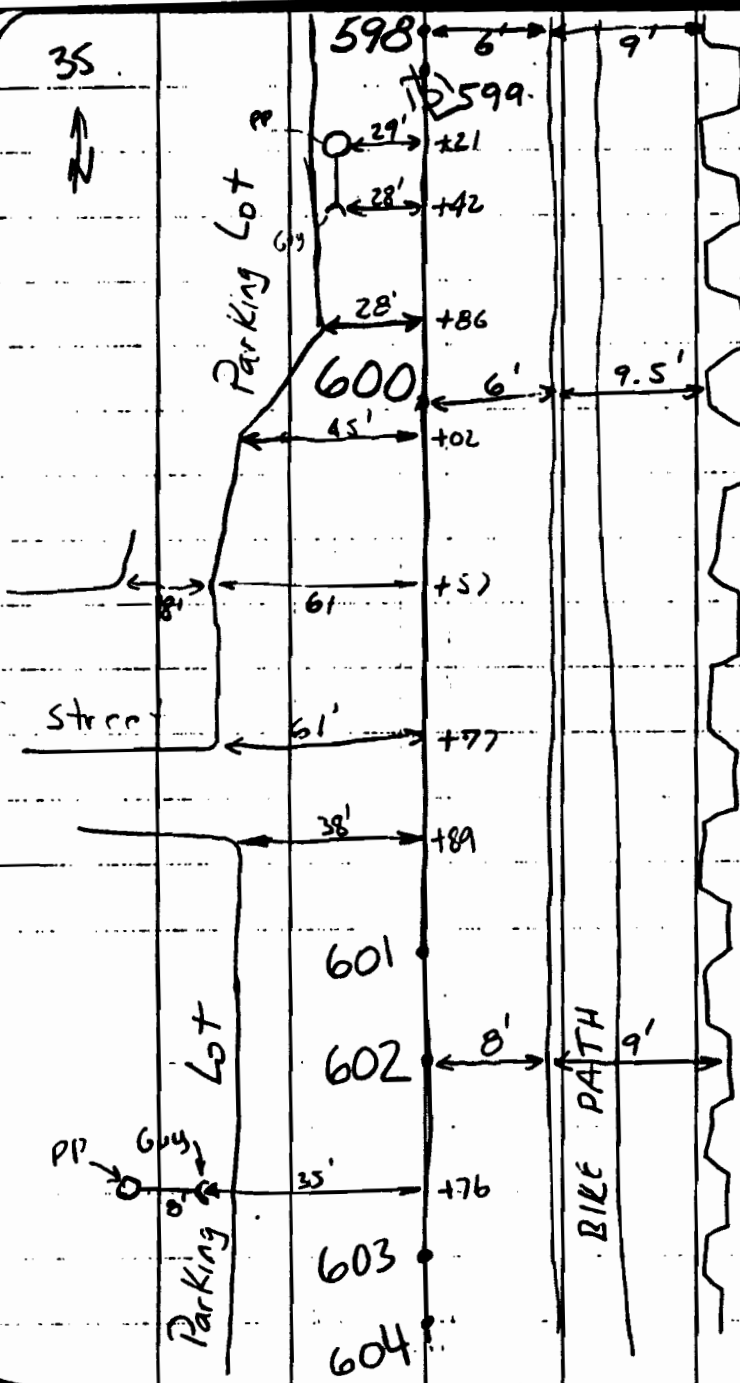 598 6' 9'
35
N
599
PP 29' +21
28' +42
Guy
Parking Lot
28' +86
600 6' 9.5'
45' +02
8' 61 +57
Street 61' +77
38' +89
601
602 8' 9'
BIKE PATH
PP Guy
8' 35' +76
Parking Lot
603
604